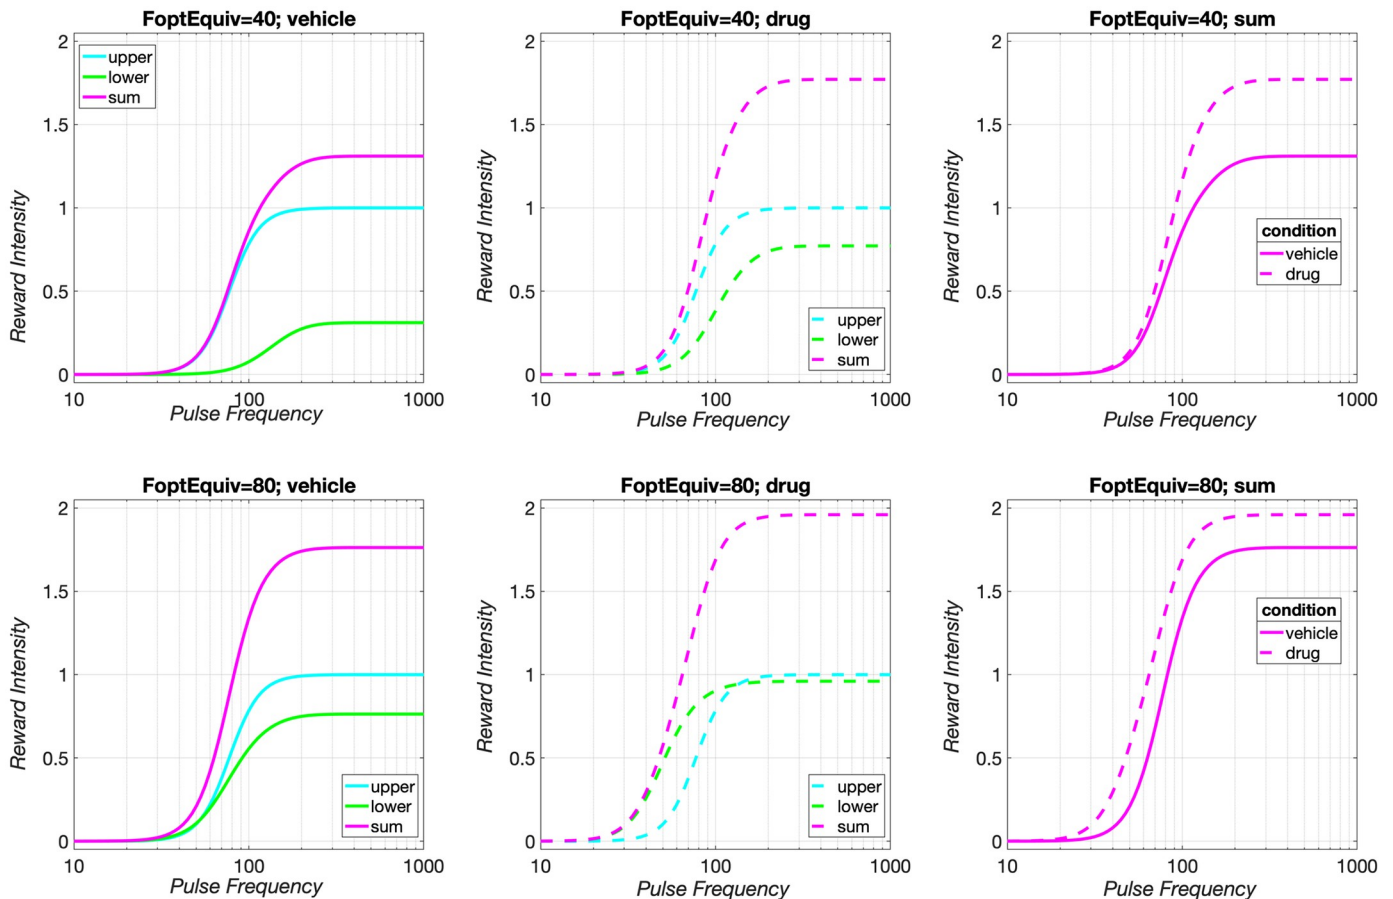 FoptEquiv=40; vehicle
2
1.5
1
0.5
0
10
100
1000
Reward Intensity
Pulse Frequency
upper
lower
sum
FoptEquiv=40; drug
2
1.5
1
0.5
0
10
100
1000
Reward Intensity
Pulse Frequency
upper
lower
sum
FoptEquiv=40; sum
2
1.5
1
0.5
0
10
100
1000
Reward Intensity
Pulse Frequency
condition
vehicle
drug
FoptEquiv=80; vehicle
2
1.5
1
0.5
0
10
100
1000
Reward Intensity
Pulse Frequency
upper
lower
sum
FoptEquiv=80; drug
2
1.5
1
0.5
0
10
100
1000
Reward Intensity
Pulse Frequency
upper
lower
sum
FoptEquiv=80; sum
2
1.5
1
0.5
0
10
100
1000
Reward Intensity
Pulse Frequency
condition
vehicle
drug